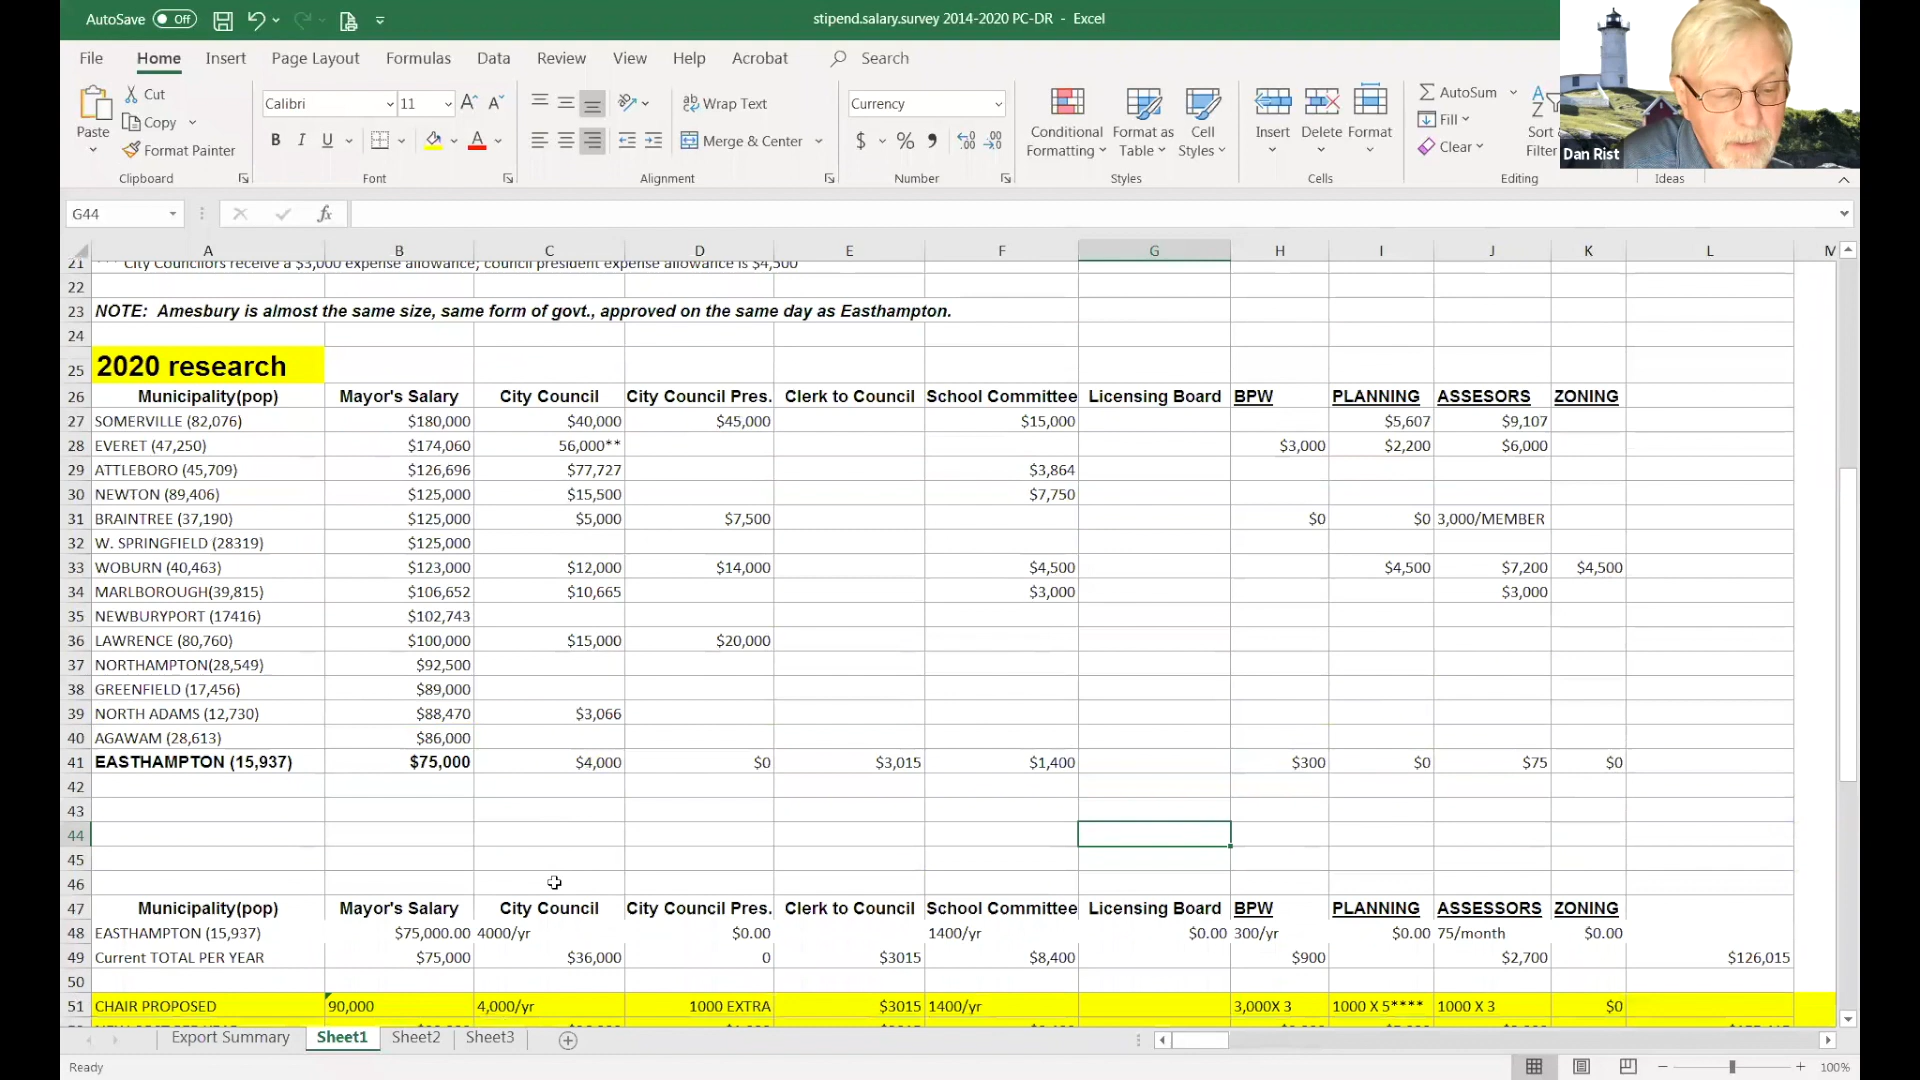 AutoSave Off stipend.salary.survey 2014-2020 PC-DR - Excel
File Home Insert Page Layout Formulas Data Review View Help Acrobat Search
Paste Cut Copy Format Painter Clipboard
Calibri 11 B I U Font
Wrap Text Merge & Center Alignment
Currency $ % Number
Conditional Formatting Format as Table Cell Styles Styles
Insert Delete Format Cells
AutoSum Fill Clear Sort & Filter Editing
Ideas
Dan Rist
G44 fx
A B C D E F G H I J K L M
21 City Councilors receive a $3,000 expense allowance; council president expense allowance is $4,500
22
23 NOTE: Amesbury is almost the same size, same form of govt., approved on the same day as Easthampton.
24
25 2020 research
26 Municipality(pop) Mayor's Salary City Council City Council Pres. Clerk to Council School Committee Licensing Board BPW PLANNING ASSESORS ZONING
27 SOMERVILLE (82,076) $180,000 $40,000 $45,000 $15,000 $5,607 $9,107
28 EVERET (47,250) $174,060 56,000** $3,000 $2,200 $6,000
29 ATTLEBORO (45,709) $126,696 $77,727 $3,864
30 NEWTON (89,406) $125,000 $15,500 $7,750
31 BRAINTREE (37,190) $125,000 $5,000 $7,500 $0 $0 3,000/MEMBER
32 W. SPRINGFIELD (28319) $125,000
33 WOBURN (40,463) $123,000 $12,000 $14,000 $4,500 $4,500 $7,200 $4,500
34 MARLBOROUGH(39,815) $106,652 $10,665 $3,000 $3,000
35 NEWBURYPORT (17416) $102,743
36 LAWRENCE (80,760) $100,000 $15,000 $20,000
37 NORTHAMPTON(28,549) $92,500
38 GREENFIELD (17,456) $89,000
39 NORTH ADAMS (12,730) $88,470 $3,066
40 AGAWAM (28,613) $86,000
41 EASTHAMPTON (15,937) $75,000 $4,000 $0 $3,015 $1,400 $300 $0 $75 $0
42
43
44
45
46
47 Municipality(pop) Mayor's Salary City Council City Council Pres. Clerk to Council School Committee Licensing Board BPW PLANNING ASSESSORS ZONING
48 EASTHAMPTON (15,937) $75,000.00 4000/yr $0.00 1400/yr $0.00 300/yr $0.00 75/month $0.00
49 Current TOTAL PER YEAR $75,000 $36,000 0 $3015 $8,400 $900 $2,700 $126,015
50
51 CHAIR PROPOSED 90,000 4,000/yr 1000 EXTRA $3015 1400/yr 3,000X 3 1000 X 5**** 1000 X 3 $0
Export Summary Sheet1 Sheet2 Sheet3
Ready 100%